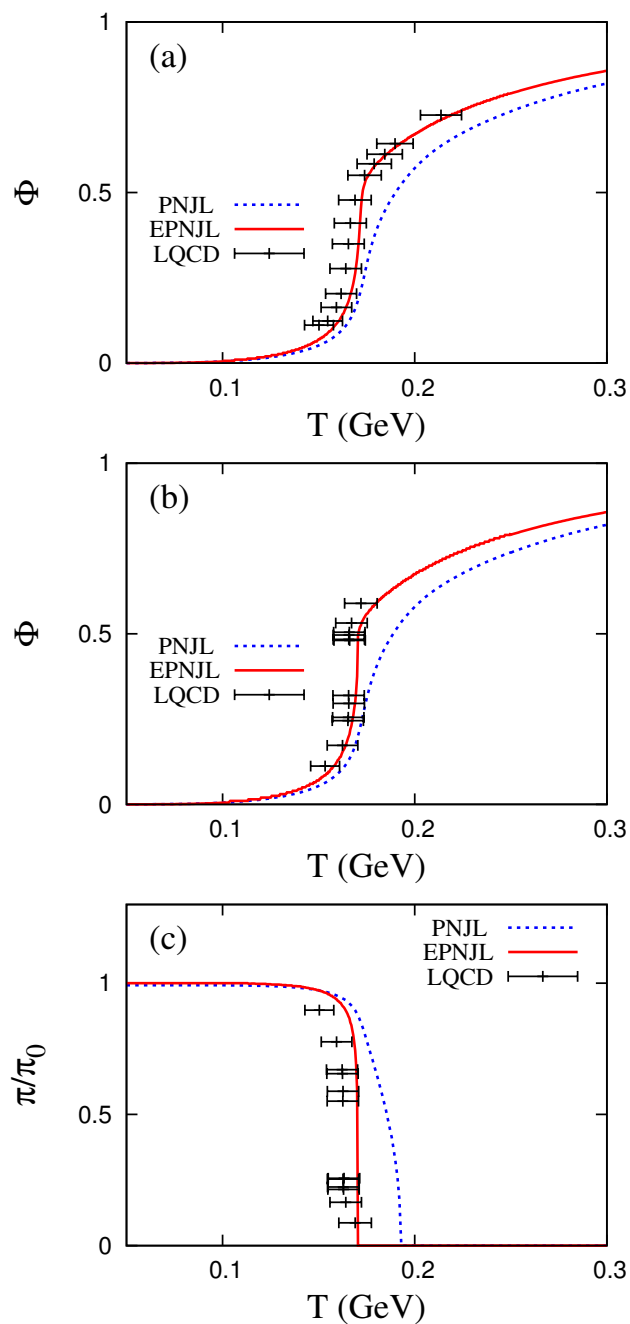 (a)
1
0.5
0
Φ
PNJL
EPNJL
LQCD
0.1 0.2 0.3
T (GeV)
(b)
1
0.5
0
Φ
PNJL
EPNJL
LQCD
0.1 0.2 0.3
T (GeV)
(c)
1
0.5
0
π/π₀
PNJL
EPNJL
LQCD
0.1 0.2 0.3
T (GeV)